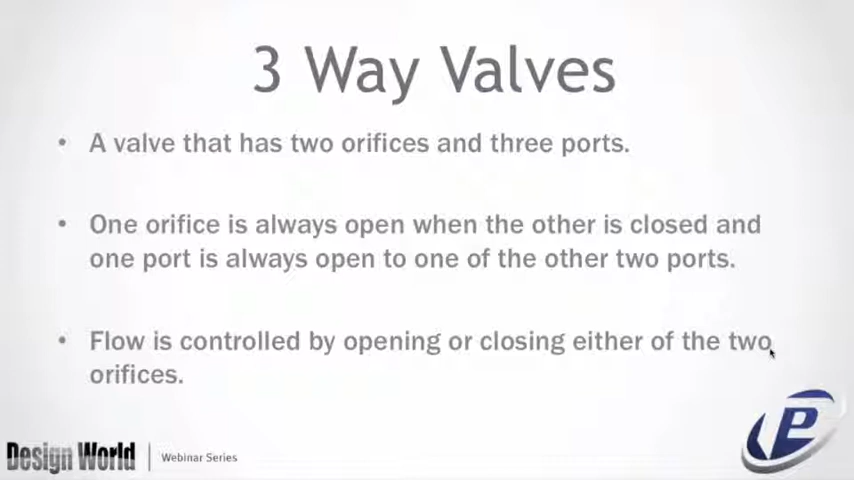 3 Way Valves
• A valve that has two orifices and three ports.
• One orifice is always open when the other is closed and
one port is always open to one of the other two ports.
• Flow is controlled by opening or closing either of the two
orifices.
Design World | Webinar Series
P